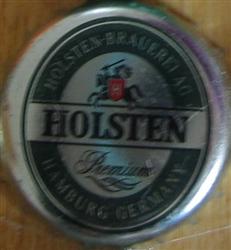 HOLSTEN-BRAUEREI AG
HOLSTEN
Premium
HAMBURG GERMANY